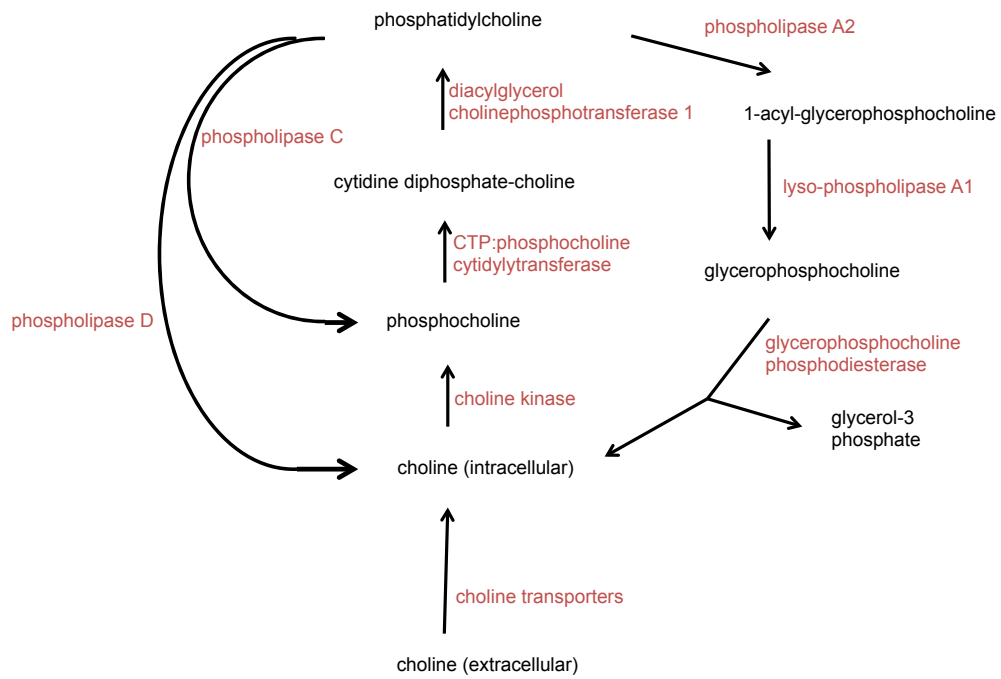 phosphatidylcholine
phospholipase A2
diacylglycerol
cholinephosphotransferase 1
1-acyl-glycerophosphocholine
phospholipase C
cytidine diphosphate-choline
lyso-phospholipase A1
CTP:phosphocholine
cytidylytransferase
glycerophosphocholine
phospholipase D
phosphocholine
glycerophosphocholine
phosphodiesterase
choline kinase
glycerol-3
phosphate
choline (intracellular)
choline transporters
choline (extracellular)